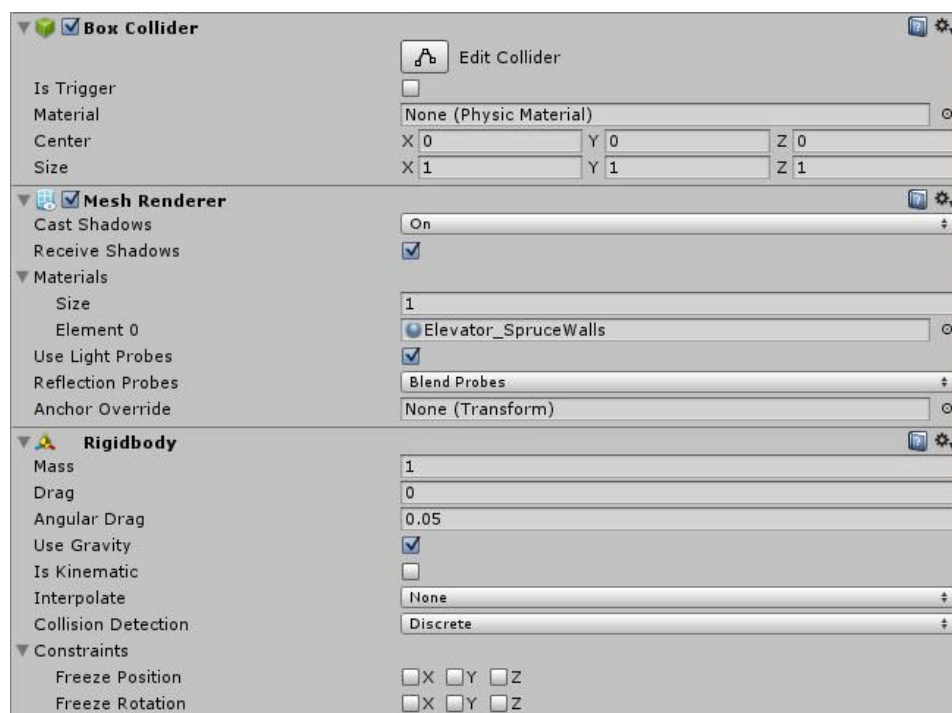 Box Collider
Edit Collider
Is Trigger
Material None (Physic Material)
Center X 0 Y 0 Z 0
Size X 1 Y 1 Z 1
Mesh Renderer
Cast Shadows On
Receive Shadows
Materials
Size 1
Element 0 Elevator_SpruceWalls
Use Light Probes
Reflection Probes Blend Probes
Anchor Override None (Transform)
Rigidbody
Mass 1
Drag 0
Angular Drag 0.05
Use Gravity
Is Kinematic
Interpolate None
Collision Detection Discrete
Constraints
Freeze Position X Y Z
Freeze Rotation X Y Z